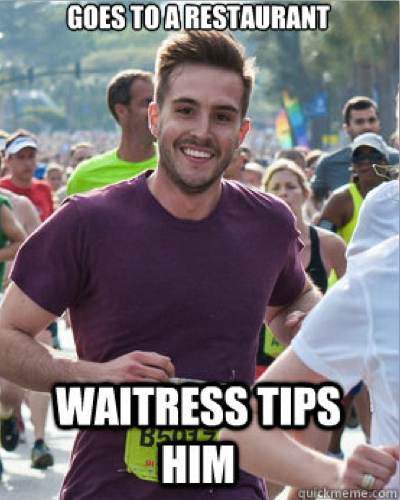 GOES TO A RESTAURANT
WAITRESS TIPS
HIM
quickmeme.com